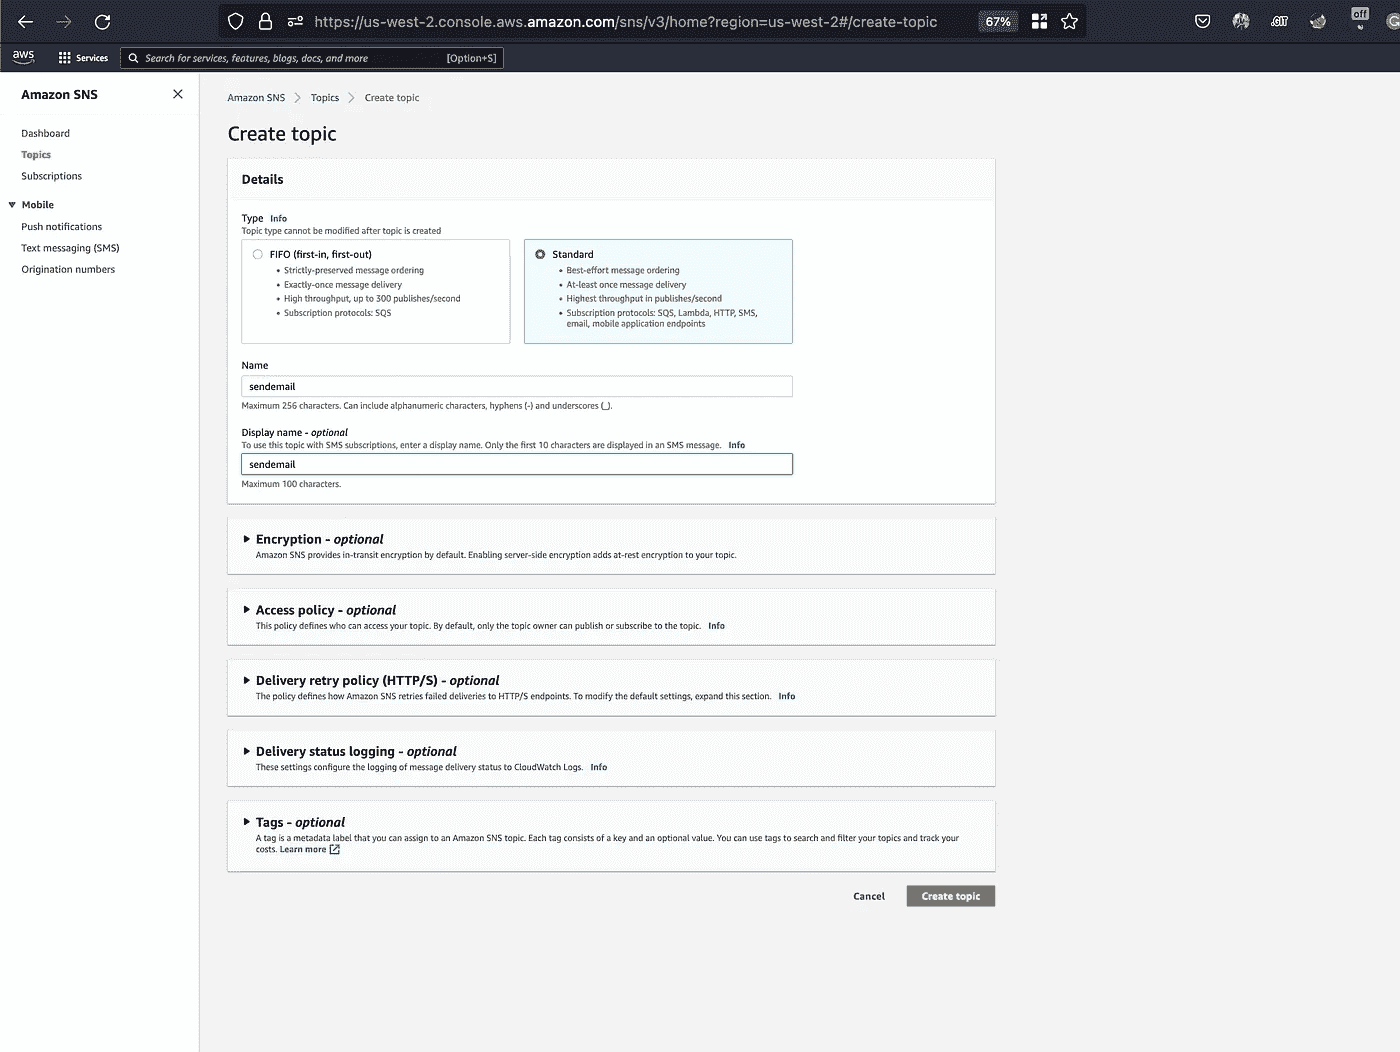 https://us-west-2.console.aws.amazon.com/sns/v3/home?region=us-west-2#/create-topic
67%
.GIT
off
aws
Services
Search for services, features, blogs, docs, and more
[Option+S]
Amazon SNS
Dashboard
Topics
Subscriptions
Mobile
Push notifications
Text messaging (SMS)
Origination numbers
Amazon SNS > Topics > Create topic
Create topic
Details
Type Info
Topic type cannot be modified after topic is created
FIFO (first-in, first-out)
• Strictly-preserved message ordering
• Exactly-once message delivery
• High throughput, up to 300 publishes/second
• Subscription protocols: SQS
Standard
• Best-effort message ordering
• At-least once message delivery
• Highest throughput in publishes/second
• Subscription protocols: SQS, Lambda, HTTP, SMS,
email, mobile application endpoints
Name
sendemail
Maximum 256 characters. Can include alphanumeric characters, hyphens (-) and underscores (_).
Display name - optional
To use this topic with SMS subscriptions, enter a display name. Only the first 10 characters are displayed in an SMS message. Info
sendemail
Maximum 100 characters.
Encryption - optional
Amazon SNS provides in-transit encryption by default. Enabling server-side encryption adds at-rest encryption to your topic.
Access policy - optional
This policy defines who can access your topic. By default, only the topic owner can publish or subscribe to the topic. Info
Delivery retry policy (HTTP/S) - optional
The policy defines how Amazon SNS retries failed deliveries to HTTP/S endpoints. To modify the default settings, expand this section. Info
Delivery status logging - optional
These settings configure the logging of message delivery status to CloudWatch Logs. Info
Tags - optional
A tag is a metadata label that you can assign to an Amazon SNS topic. Each tag consists of a key and an optional value. You can use tags to search and filter your topics and track your
costs. Learn more
Cancel
Create topic